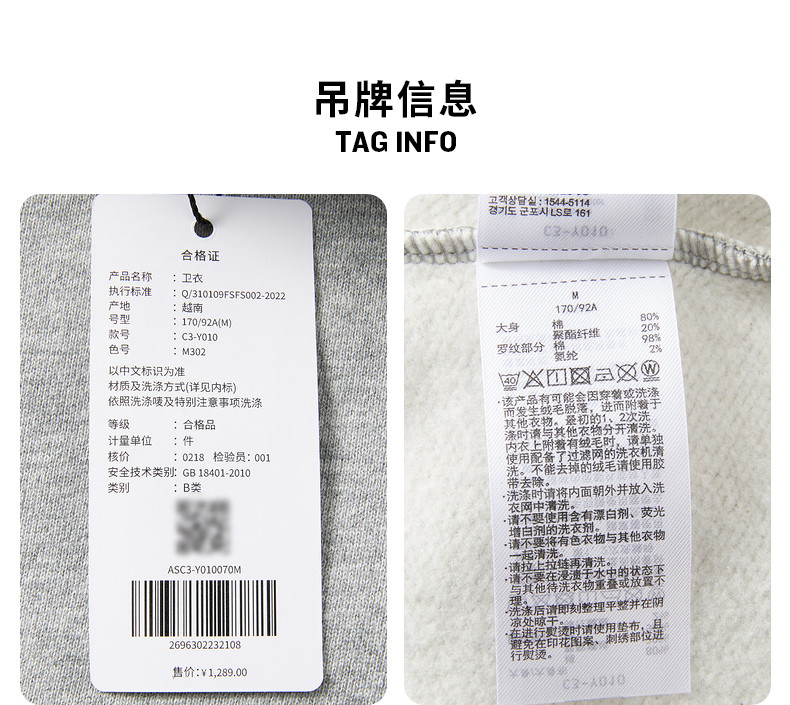 吊牌信息
TAG INFO
合格证
产品名称 : 卫衣
执行标准 : Q/310109FSFS002-2022
产地 : 越南
号型 : 170/92A(M)
款号 : C3-Y010
色号 : M302
以中文标识为准
材质及洗涤方式(详见内标)
依照洗涤唛及特别注意事项洗涤
等级 : 合格品
计量单位 : 件
核价 : 0218 检验员: 001
安全技术类别: GB 18401-2010
类别 : B类
ASC3-Y010070M
2696302232108
售价: ¥ 1,289.00
고객상담실 : 1544-5114
경기도 군포시 LS로 161
C3-Y010
M
170/92A
大身 棉 80%
聚酯纤维 20%
罗纹部分 棉 98%
氨纶 2%
40
W
·该产品有可能会因穿着或洗涤
而发生绒毛脱落，进而附着于
其他衣物。最初的1、2次洗
涤时请与其他衣物分开清洗。
内衣上附着有绒毛时，请单独
使用配备了过滤网的洗衣机清
洗。不能去掉的绒毛请使用胶
带去除。
·洗涤时请将内面朝外并放入洗
衣网中清洗。
·请不要使用含有漂白剂、荧光
增白剂的洗衣剂。
·请不要将有色衣物与其他衣物
一起清洗。
·请拉上拉链再清洗。
·请不要在浸渍于水中的状态下
与其他待洗衣物重叠或放置不
理。
·洗涤后请即刻整理平整并在阴
凉处晾干。
·在进行熨烫时请使用垫布，且
避免在印花图案、刺绣部位进
行熨烫。
C3-Y010